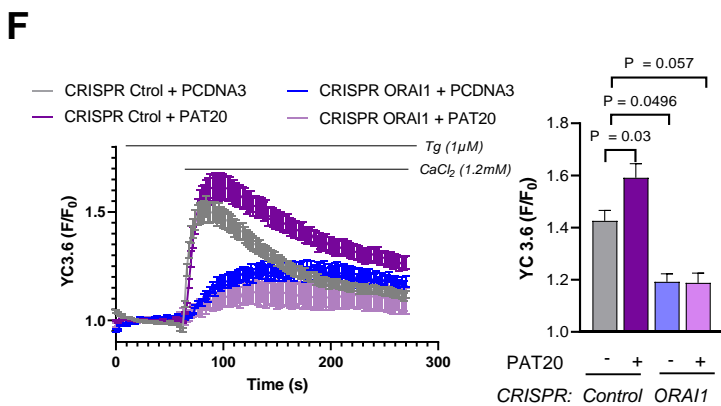 F
CRISPR Ctrol + PCDNA3
CRISPR ORAI1 + PCDNA3
CRISPR Ctrol + PAT20
CRISPR ORAI1 + PAT20
Tg (1µM)
CaCl2 (1.2mM)
YC3.6 (F/F0)
1.5
1.0
0
100
200
300
Time (s)
P = 0.057
P = 0.0496
P = 0.03
YC 3.6 (F/F0)
1.8
1.6
1.4
1.2
1.0
PAT20 - + - +
CRISPR: Control ORAI1